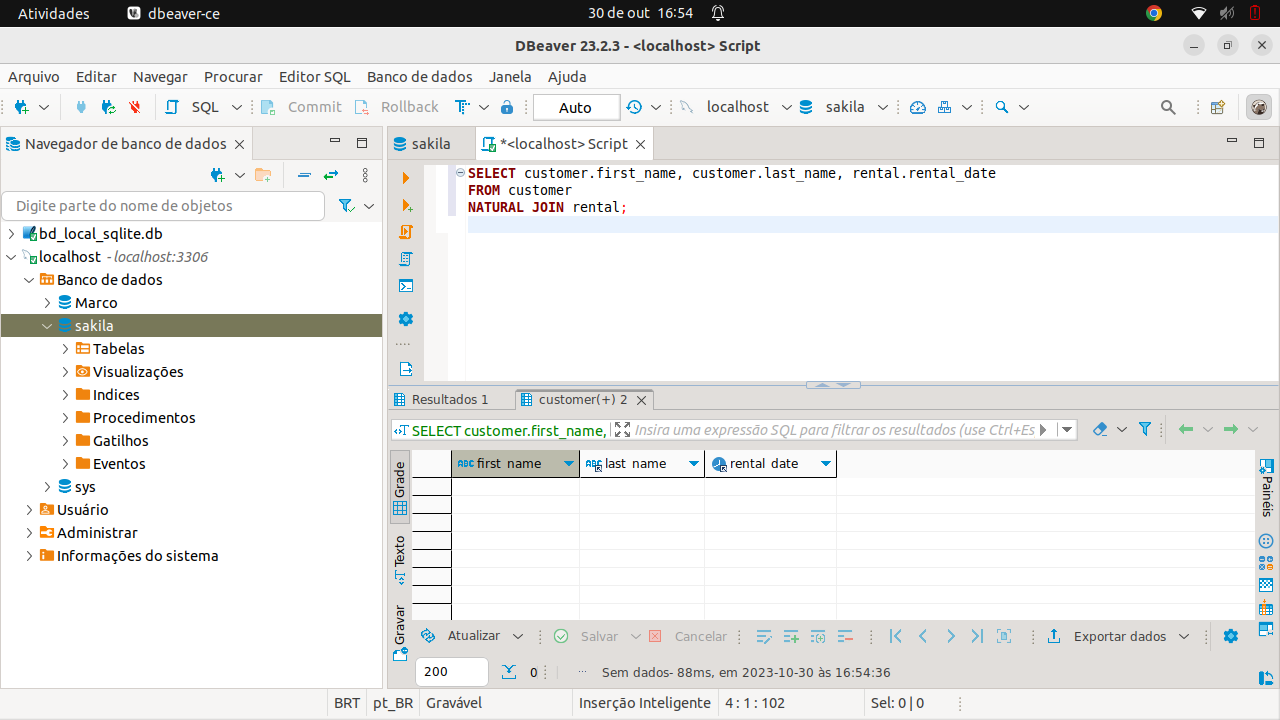 Atividades dbeaver-ce 30 de out 16:54
DBeaver 23.2.3 - <localhost> Script
Arquivo Editar Navegar Procurar Editor SQL Banco de dados Janela Ajuda
SQL Commit Rollback Auto localhost sakila
Navegador de banco de dados
sakila *<localhost> Script
Digite parte do nome de objetos
bd_local_sqlite.db
localhost - localhost:3306
Banco de dados
Marco
sakila
Tabelas
Visualizações
Indices
Procedimentos
Gatilhos
Eventos
sys
Usuário
Administrar
Informações do sistema
SELECT customer.first_name, customer.last_name, rental.rental_date
FROM customer
NATURAL JOIN rental;
Resultados 1 customer(+) 2
SELECT customer.first_name, Insira uma expressão SQL para filtrar os resultados (use Ctrl+Es
ABC first_name ABC last_name rental_date
Grade
Texto
Gravar
Painéis
Atualizar Salvar Cancelar Exportar dados
200 0 Sem dados- 88ms, em 2023-10-30 às 16:54:36
BRT pt_BR Gravável Inserção Inteligente 4 : 1 : 102 Sel: 0 | 0